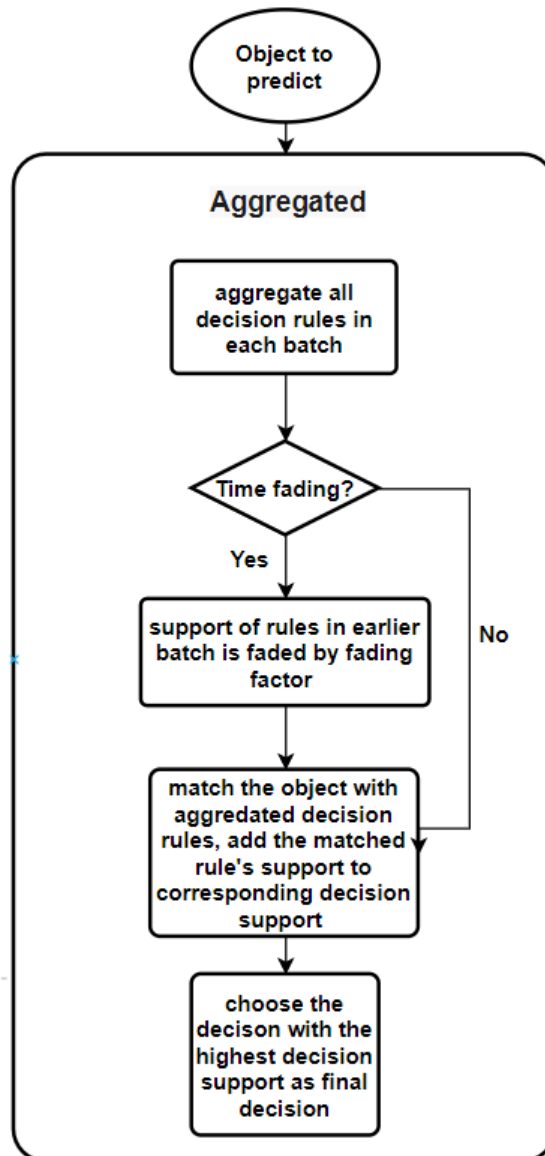 Object to
predict
Aggregated
aggregate all
decision rules in
each batch
Time fading?
Yes
No
support of rules in earlier
batch is faded by fading
factor
match the object with
aggredated decision
rules, add the matched
rule's support to
corresponding decision
support
choose the
decison with the
highest decision
support as final
decision